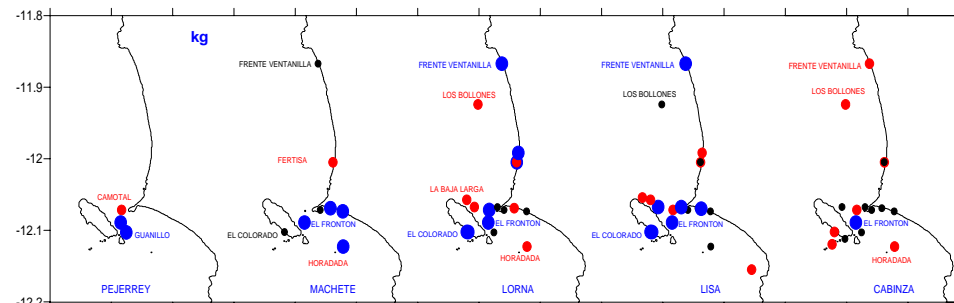 -11.8
kg
FRENTE VENTANILLA
FRENTE VENTANILLA
FRENTE VENTANILLA
FRENTE VENTANILLA
-11.9
LOS BOLLONES
LOS BOLLONES
LOS BOLLONES
-12
FERTISA
CAMOTAL
LA BAJA LARGA
GUANILLO
EL FRONTON
EL FRONTON
EL FRONTON
EL FRONTON
-12.1
EL COLORADO
EL COLORADO
EL COLORADO
HORADADA
HORADADA
HORADADA
PEJERREY
MACHETE
LORNA
LISA
CABINZA
-12.2